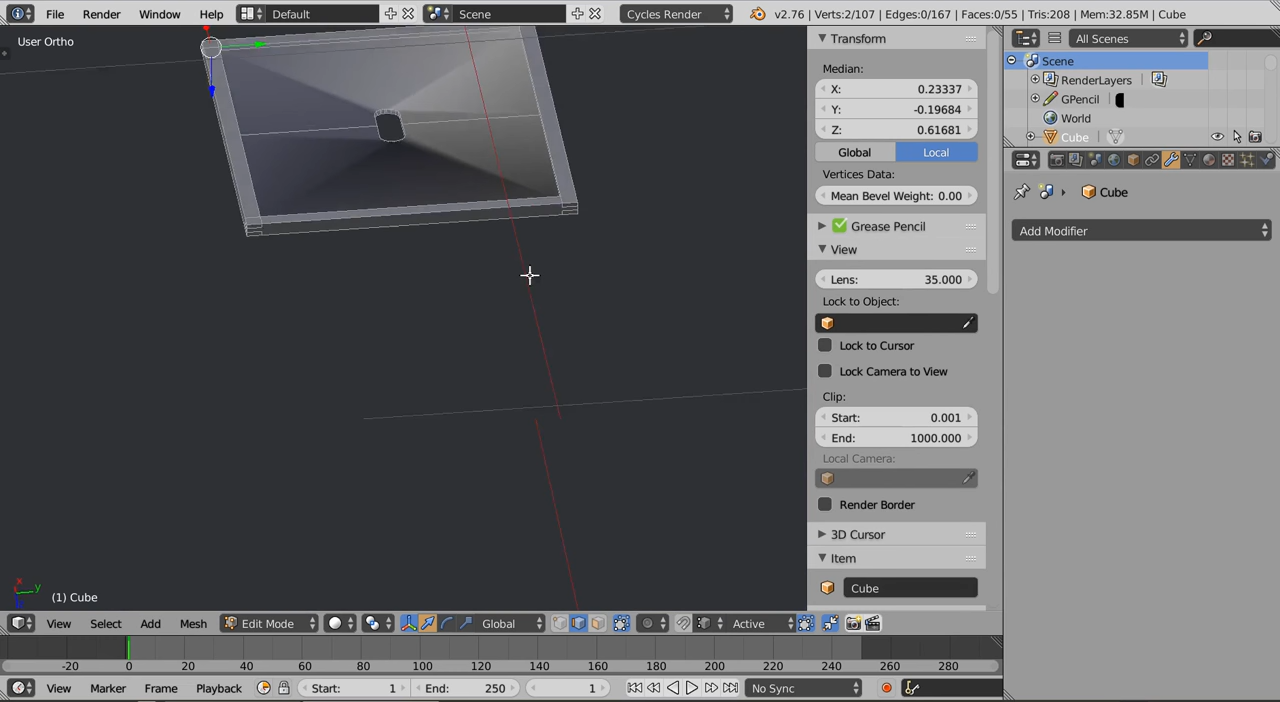 File Render Window Help Default Scene Cycles Render v2.76 | Verts:2/107 | Edges:0/167 | Faces:0/55 | Tris:208 | Mem:32.85M | Cube
User Ortho
Transform
Median:
X: 0.23337
Y: -0.19684
Z: 0.61681
Global Local
Vertices Data:
Mean Bevel Weight: 0.00
Grease Pencil
View
Lens: 35.000
Lock to Object:
Lock to Cursor
Lock Camera to View
Clip:
Start: 0.001
End: 1000.000
Local Camera:
Render Border
3D Cursor
Item
Cube
All Scenes
Scene
RenderLayers
GPencil
World
Cube
Cube
Add Modifier
x y
(1) Cube
View Select Add Mesh Edit Mode Global Active
-20 0 20 40 60 80 100 120 140 160 180 200 220 240 260 280
View Marker Frame Playback Start: 1 End: 250 1 No Sync